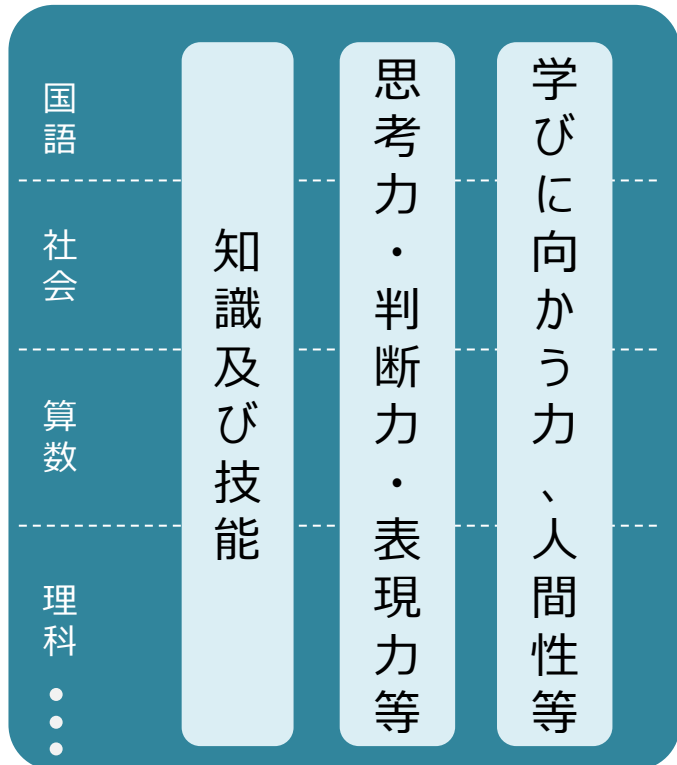 国語
社会
算数
理科
知識及び技能
思考力・判断力・表現力等
学びに向かう力、人間性等